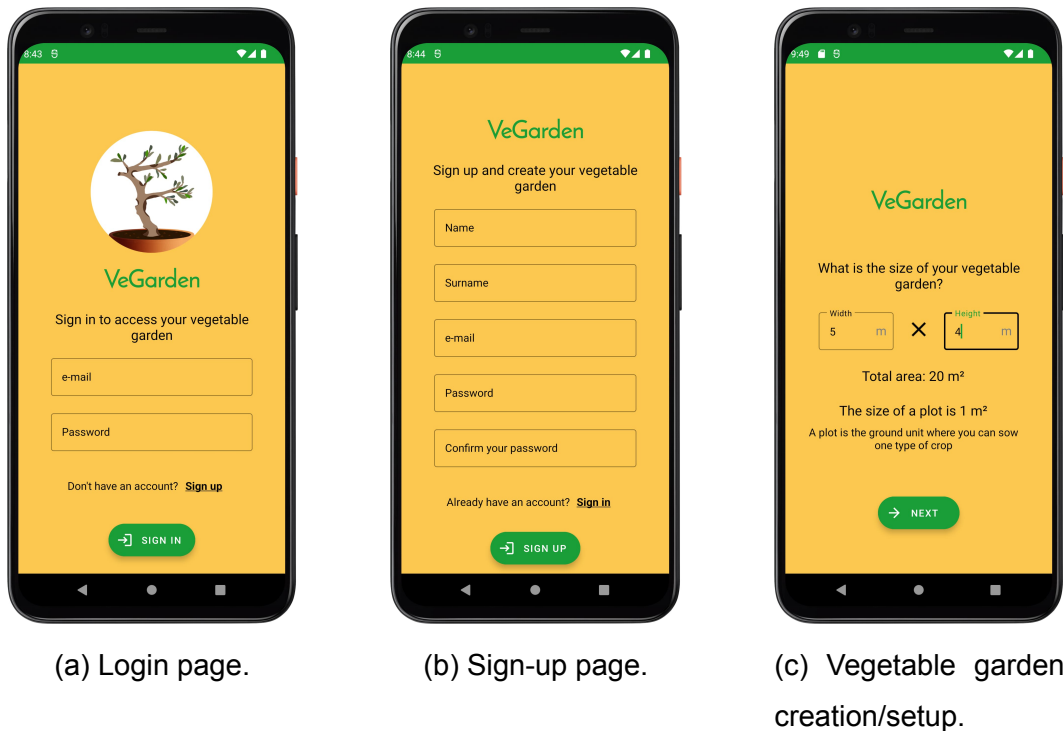 8:43
VeGarden
Sign in to access your vegetable
garden
e-mail
Password
Don't have an account? Sign up
SIGN IN
(a) Login page.
8:44
VeGarden
Sign up and create your vegetable
garden
Name
Surname
e-mail
Password
Confirm your password
Already have an account? Sign in
SIGN UP
(b) Sign-up page.
9:49
VeGarden
What is the size of your vegetable
garden?
Width
5 m
Height
4 m
Total area: 20 m²
The size of a plot is 1 m²
A plot is the ground unit where you can sow
one type of crop
NEXT
(c) Vegetable garden
creation/setup.